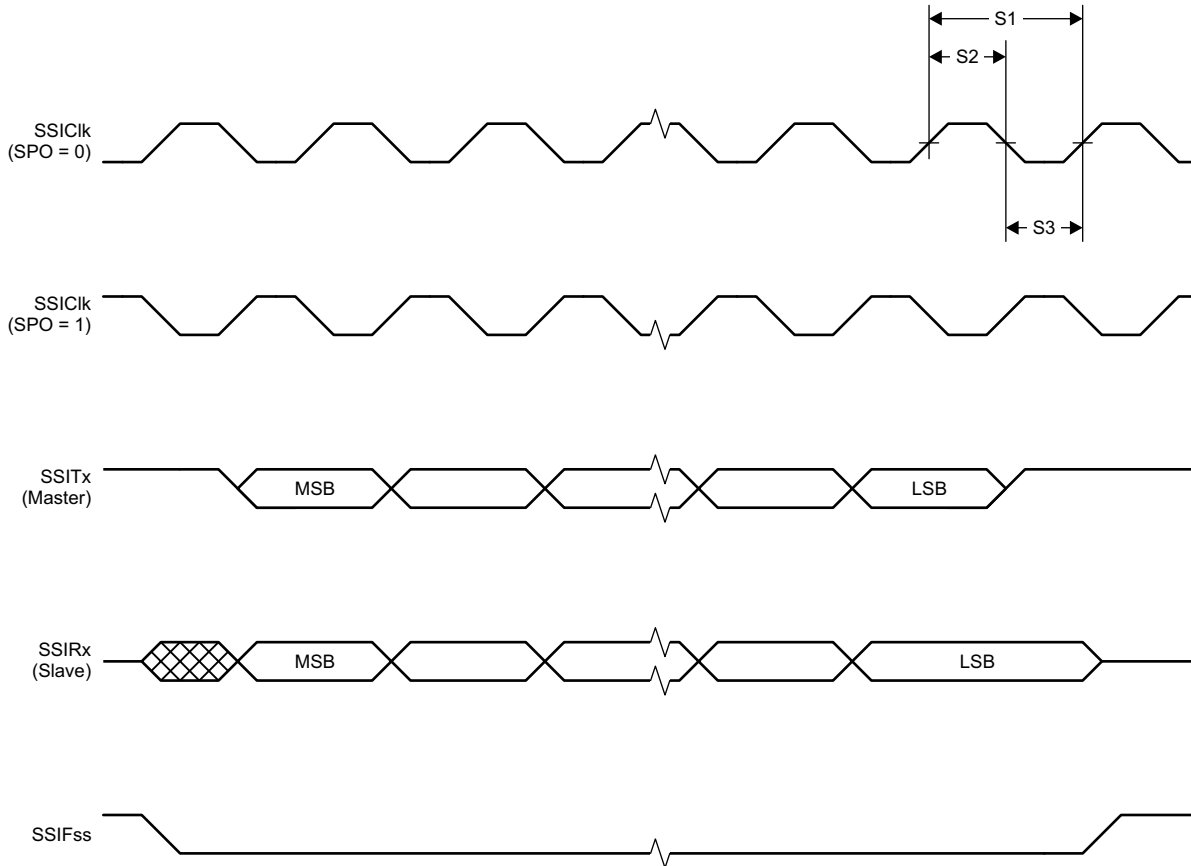 S1
S2
SSIClk
(SPO = 0)
S3
SSIClk
(SPO = 1)
SSITx
(Master)
MSB
LSB
SSIRx
(Slave)
MSB
LSB
SSIFss